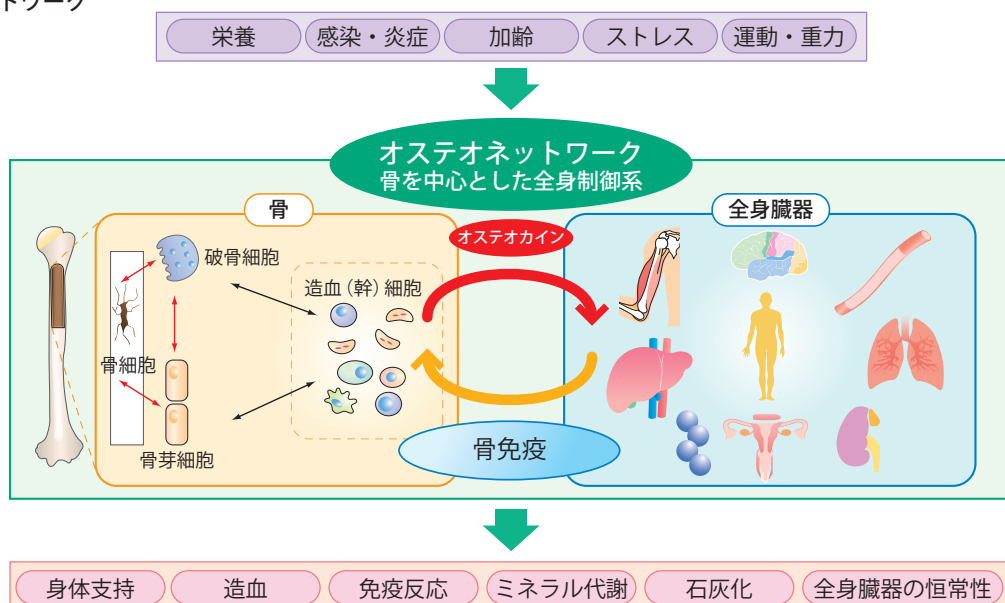 トワーク
栄養
感染・炎症
加齢
ストレス
運動・重力
オステオネットワーク
骨を中心とした全身制御系
骨
全身臓器
オステオカイン
破骨細胞
造血（幹）細胞
骨細胞
骨芽細胞
骨免疫
身体支持
造血
免疫反応
ミネラル代謝
石灰化
全身臓器の恒常性